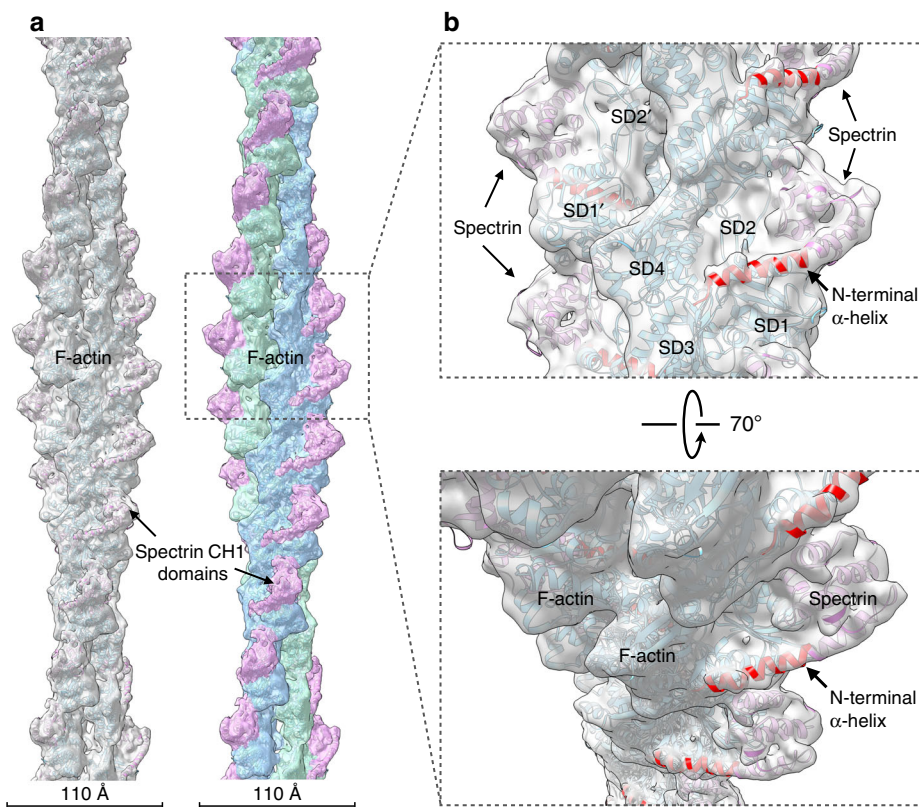 a
F-actin
F-actin
Spectrin CH1
domains
110 Å
110 Å
b
SD2′
Spectrin
SD1′
Spectrin
SD2
SD4
N-terminal
α-helix
SD1
SD3
70°
F-actin
Spectrin
F-actin
N-terminal
α-helix